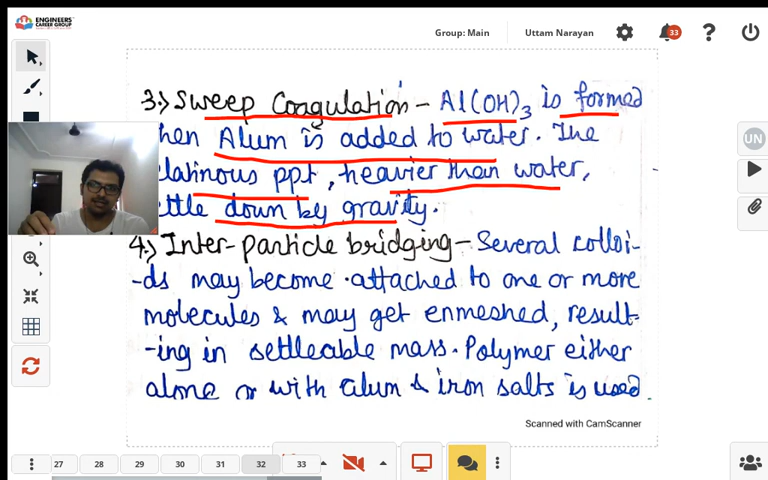 ENGINEERS
CAREER GROUP
Group: Main
Uttam Narayan
33
?
3.) Sweep Coagulation - Al(OH)3 is formed
hen Alum is added to water. The
latinous ppt, heavier than water,
ttle down by gravity.
4.) Inter-Particle bridging - Several colloi-
-ds may become attached to one or more
molecules & may get enmeshed, result-
-ing in settleable mass. Polymer either
alone or with alum & iron salts is used.
Scanned with CamScanner
UN
27 28 29 30 31 32 33